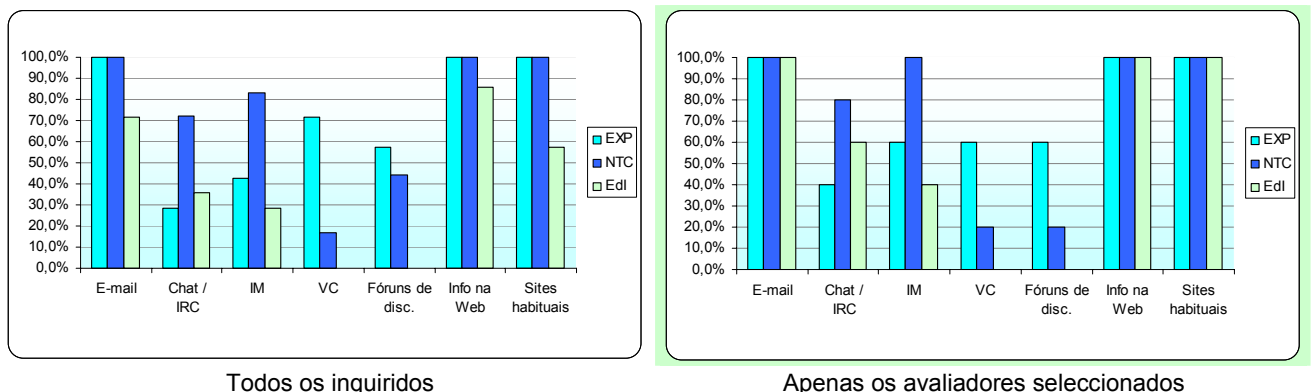 100,0%
90,0%
80,0%
70,0%
60,0%
50,0%
40,0%
30,0%
20,0%
10,0%
0,0%
E-mail
Chat /
IRC
IM
VC
Fóruns de
disc.
Info na
Web
Sites
habituais
EXP
NTC
EdI
Todos os inquiridos
100,0%
90,0%
80,0%
70,0%
60,0%
50,0%
40,0%
30,0%
20,0%
10,0%
0,0%
E-mail
Chat /
IRC
IM
VC
Fóruns de
disc.
Info na
Web
Sites
habituais
EXP
NTC
EdI
Apenas os avaliadores seleccionados